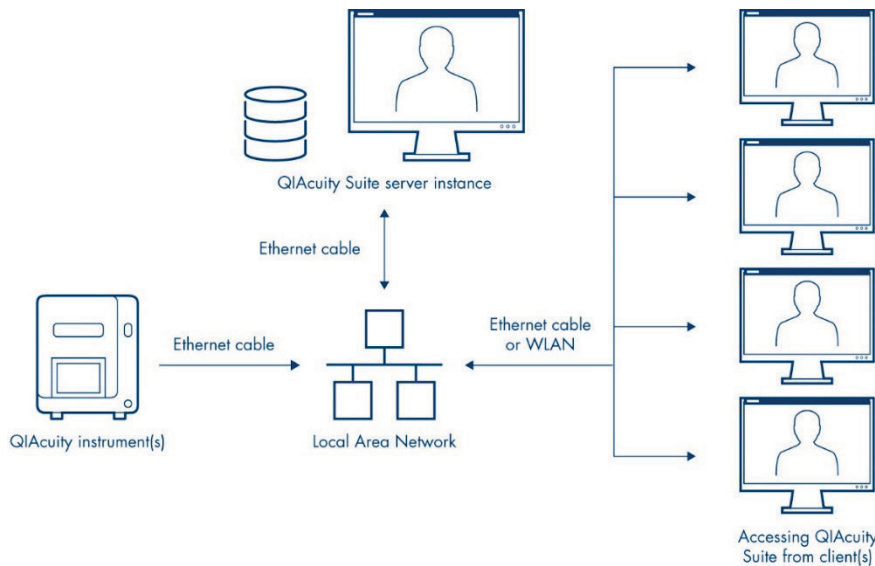 QIAcuity Suite server instance
Ethernet cable
Ethernet cable
Ethernet cable
or WLAN
QIAcuity instrument(s)
Local Area Network
Accessing QIAcuity
Suite from client(s)